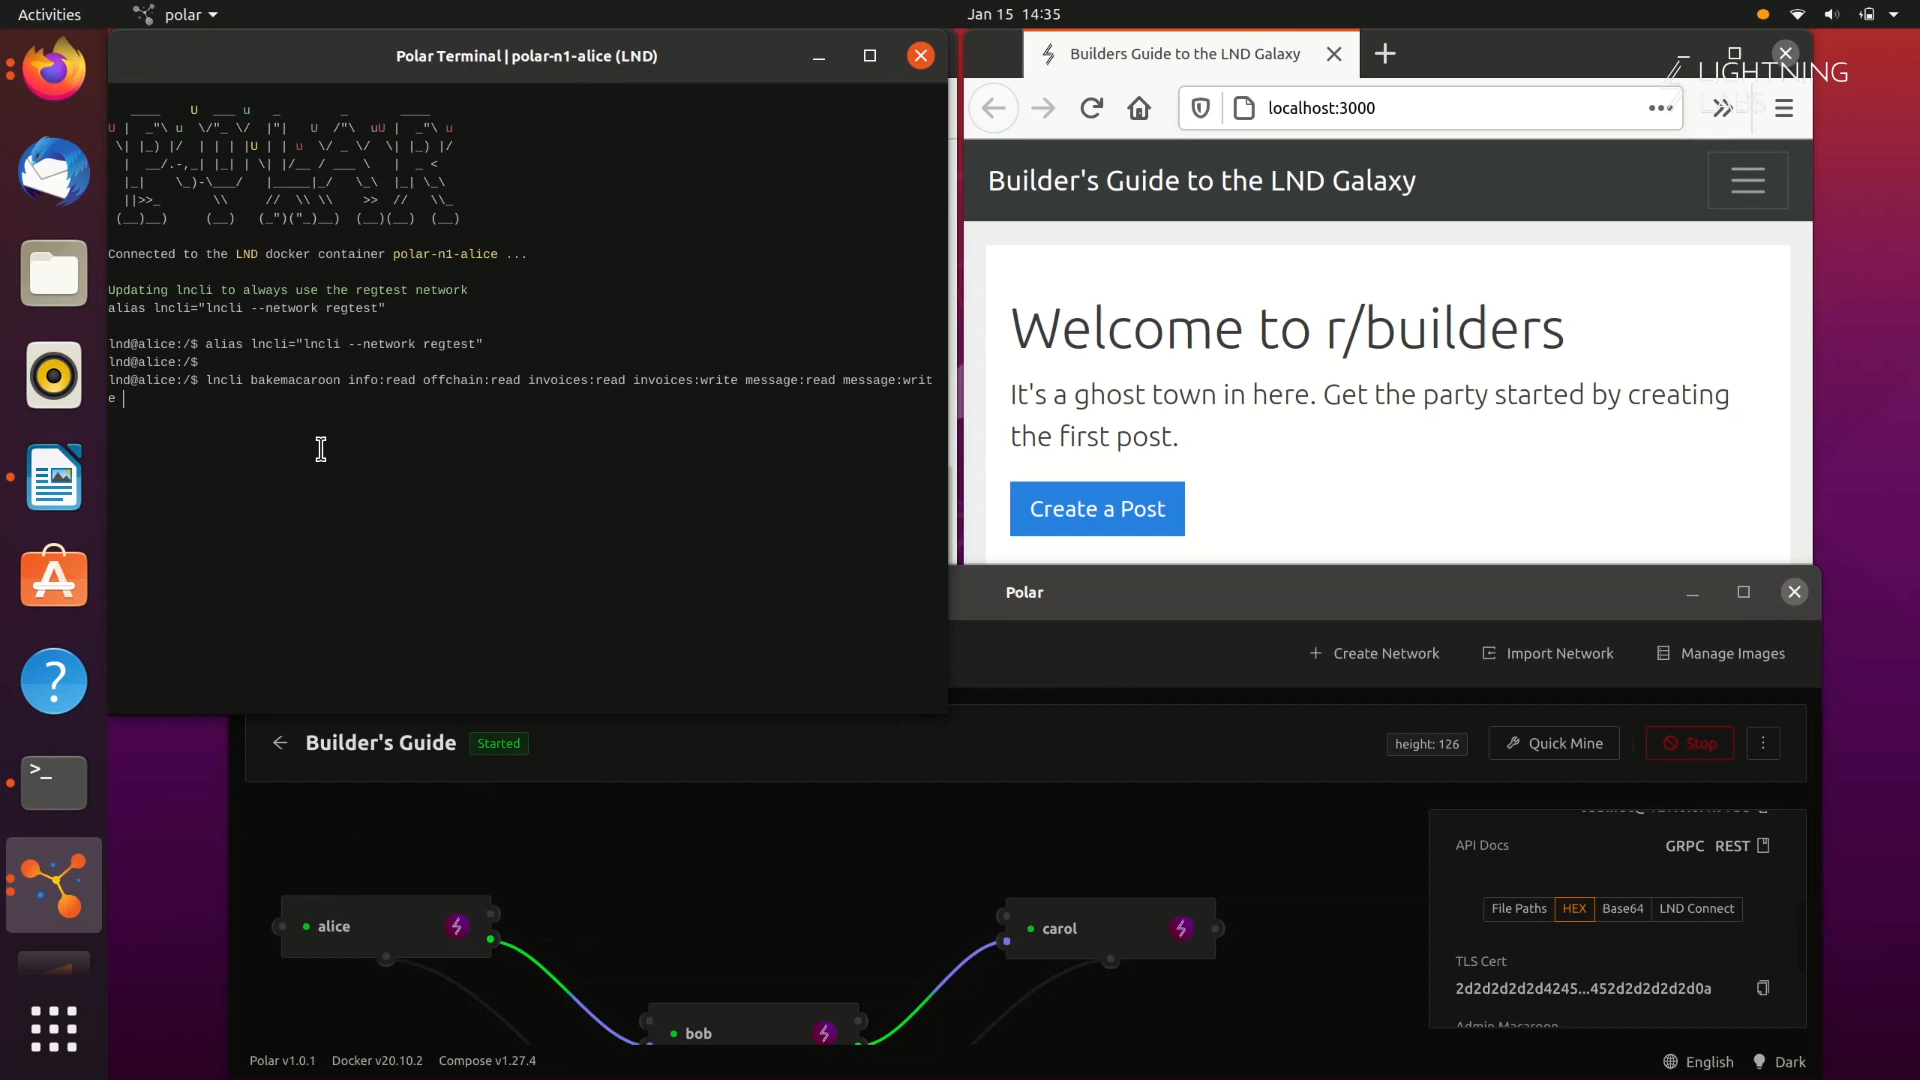 Activities
polar
Jan 15 14:35
Polar Terminal | polar-n1-alice (LND)
Connected to the LND docker container polar-n1-alice ...
Updating lncli to always use the regtest network
alias lncli="lncli --network regtest"
lnd@alice:/$ alias lncli="lncli --network regtest"
lnd@alice:/$
lnd@alice:/$ lncli bakemacaroon info:read offchain:read invoices:read invoices:write message:read message:writ
e
Builders Guide to the LND Galaxy
LIGHTNING
LABS
localhost:3000
Builder's Guide to the LND Galaxy
Welcome to r/builders
It's a ghost town in here. Get the party started by creating
the first post.
Create a Post
Polar
Create Network
Import Network
Manage Images
Builder's Guide
Started
height: 126
Quick Mine
Stop
alice
carol
bob
API Docs
GRPC REST
File Paths HEX Base64 LND Connect
TLS Cert
2d2d2d2d2d4245...452d2d2d2d2d0a
Admin Macaroon
Polar v1.0.1 Docker v20.10.2 Compose v1.27.4
English
Dark